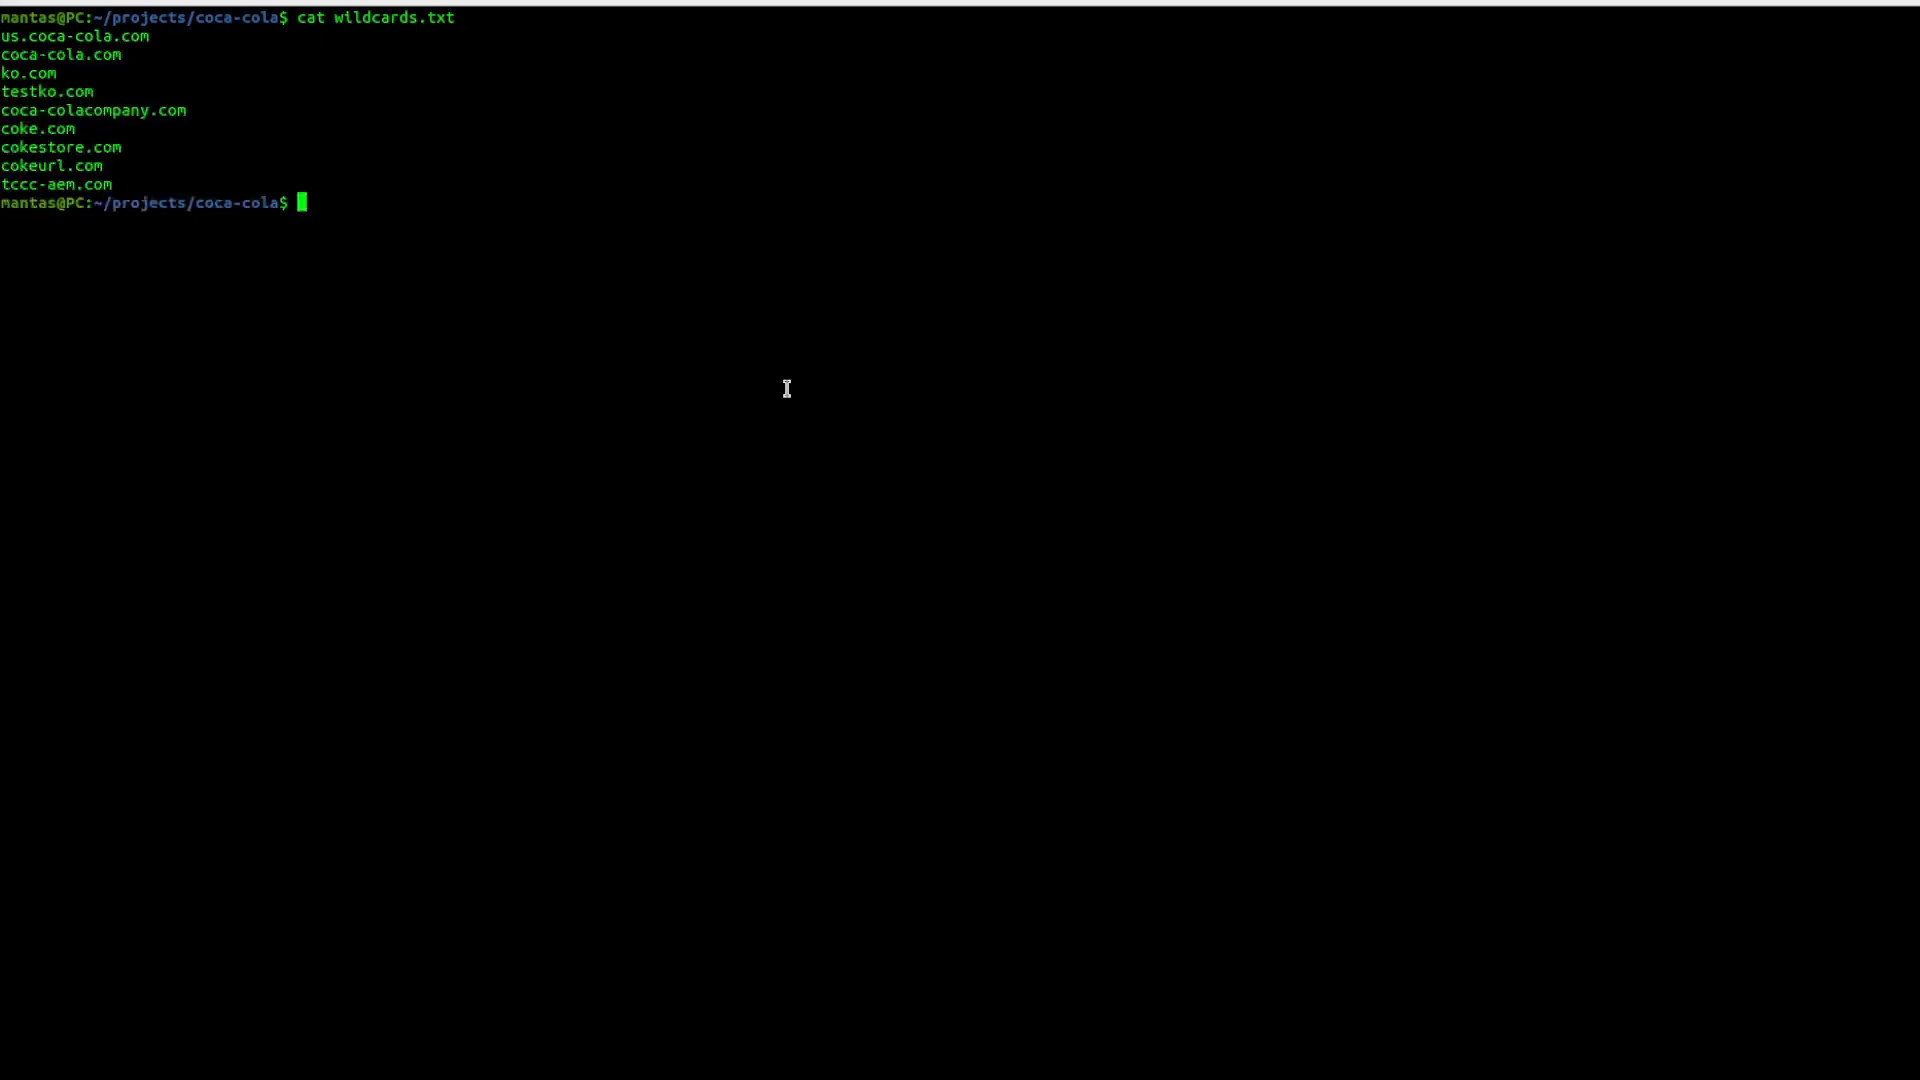 mantas@PC:~/projects/coca-cola$ cat wildcards.txt
us.coca-cola.com
coca-cola.com
ko.com
testko.com
coca-colacompany.com
coke.com
cokestore.com
cokeurl.com
tccc-aem.com
mantas@PC:~/projects/coca-cola$